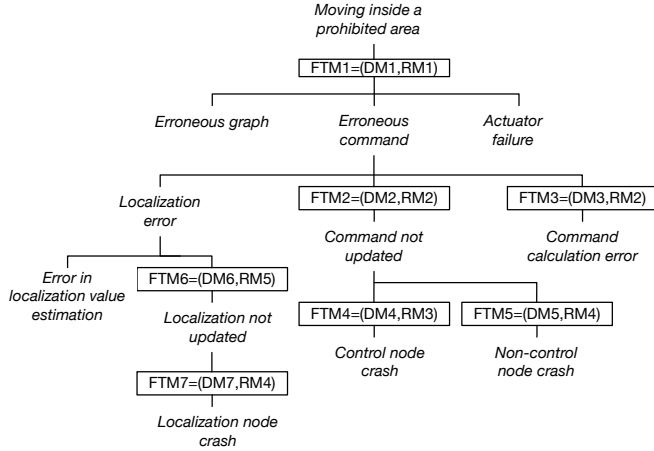 Moving inside a
prohibited area
FTM1=(DM1,RM1)
Erroneous graph
Erroneous
command
Actuator
failure
Localization
error
FTM2=(DM2,RM2)
FTM3=(DM3,RM2)
Command not
updated
Command
calculation error
Error in
localization value
estimation
FTM6=(DM6,RM5)
Localization not
updated
FTM4=(DM4,RM3)
FTM5=(DM5,RM4)
Control node
crash
Non-control
node crash
FTM7=(DM7,RM4)
Localization node
crash